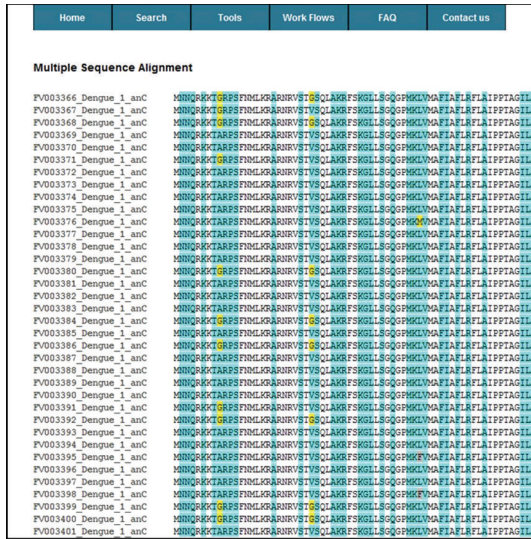 Home
Search
Tools
Work Flows
FAQ
Contact us
Multiple Sequence Alignment
FV003366_Dengue_1_anC MNNQRKKTGRPSFNMLKRARNRVSTGSQLAKRFSKGLLSGQGPMKLVMAFIAFLRFLAIPPTAGIL
FV003367_Dengue_1_anC MNNQRKKTARPSFNMLKRARNRVSTVSQLAKRFSKGLLSGQGPMKLVMAFIAFLRFLAIPPTAGIL
FV003368_Dengue_1_anC MNNQRKKTGRPSFNMLKRARNRVSTGSQLAKRFSKGLLSGQGPMKLVMAFIAFLRFLAIPPTAGIL
FV003369_Dengue_1_anC MNNQRKKTARPSFNMLKRARNRVSTVSQLAKRFSKGLLSGQGPMKLVMAFIAFLRFLAIPPTAGIL
FV003370_Dengue_1_anC MNNQRKKTARPSFNMLKRARNRVSTVSQLAKRFSKGLLSGQGPMKLVMAFIAFLRFLAIPPTAGIL
FV003371_Dengue_1_anC MNNQRKKTGRPSFNMLKRARNRVSTVSQLAKRFSKGLLSGQGPMKLVMAFIAFLRFLAIPPTAGIL
FV003372_Dengue_1_anC MNNQRKKTARPSFNMLKRARNRVSTVSQLAKRFSKGLLSGQGPMKLVMAFIAFLRFLAIPPTAGIL
FV003373_Dengue_1_anC MNNQRKKTARPSFNMLKRARNRVSTVSQLAKRFSKGLLSGQGPMKLVMAFIAFLRFLAIPPTAGIL
FV003374_Dengue_1_anC MNNQRKKTARPSFNMLKRARNRVSTVSQLAKRFSKGLLSGQGPMKLVMAFIAFLRFLAIPPTAGIL
FV003375_Dengue_1_anC MNNQRKKTARPSFNMLKRARNRVSTVSQLAKRFSKGLLSGQGPMKLVMAFIAFLRFLAIPPTAGIL
FV003376_Dengue_1_anC MNNQRKKTARPSFNMLKRARNRVSTVSQLAKRFSKGLLSGQGPMKMVMAFIAFLRFLAIPPTAGIL
FV003377_Dengue_1_anC MNNQRKKTARPSFNMLKRARNRVSTVSQLAKRFSKGLLSGQGPMKLVMAFIAFLRFLAIPPTAGIL
FV003378_Dengue_1_anC MNNQRKKTARPSFNMLKRARNRVSTVSQLAKRFSKGLLSGQGPMKLVMAFIAFLRFLAIPPTAGIL
FV003379_Dengue_1_anC MNNQRKKTARPSFNMLKRARNRVSTVSQLAKRFSKGLLSGQGPMKLVMAFIAFLRFLAIPPTAGIL
FV003380_Dengue_1_anC MNNQRKKTGRPSFNMLKRARNRVSTGSQLAKRFSKGLLSGQGPMKLVMAFIAFLRFLAIPPTAGIL
FV003381_Dengue_1_anC MNNQRKKTARPSFNMLKRARNRVSTVSQLAKRFSKGLLSGQGPMKLVMAFIAFLRFLAIPPTAGIL
FV003382_Dengue_1_anC MNNQRKKTARPSFNMLKRARNRVSTVSQLAKRFSKGLLSGQGPMKLVMAFIAFLRFLAIPPTAGIL
FV003383_Dengue_1_anC MNNQRKKTARPSFNMLKRARNRVSTVSQLAKRFSKGLLSGQGPMKLVMAFIAFLRFLAIPPTAGIL
FV003384_Dengue_1_anC MNNQRKKTGRPSFNMLKRARNRVSTGSQLAKRFSKGLLSGQGPMKLVMAFIAFLRFLAIPPTAGIL
FV003385_Dengue_1_anC MNNQRKKTARPSFNMLKRARNRVSTVSQLAKRFSKGLLSGQGPMKLVMAFIAFLRFLAIPPTAGIL
FV003386_Dengue_1_anC MNNQRKKTGRPSFNMLKRARNRVSTGSQLAKRFSKGLLSGQGPMKLVMAFIAFLRFLAIPPTAGIL
FV003387_Dengue_1_anC MNNQRKKTARPSFNMLKRARNRVSTVSQLAKRFSKGLLSGQGPMKLVMAFIAFLRFLAIPPTAGIL
FV003388_Dengue_1_anC MNNQRKKTARPSFNMLKRARNRVSTVSQLAKRFSKGLLSGQGPMKLVMAFIAFLRFLAIPPTAGIL
FV003389_Dengue_1_anC MNNQRKKTARPSFNMLKRARNRVSTVSQLAKRFSKGLLSGQGPMKLVMAFIAFLRFLAIPPTAGIL
FV003390_Dengue_1_anC MNNQRKKTARPSFNMLKRARNRVSTVSQLAKRFSKGLLSGQGPMKLVMAFIAFLRFLAIPPTAGIL
FV003391_Dengue_1_anC MNNQRKKTGRPSFNMLKRARNRVSTVSQLAKRFSKGLLSGQGPMKLVMAFIAFLRFLAIPPTAGIL
FV003392_Dengue_1_anC MNNQRKKTGRPSFNMLKRARNRVSTGSQLAKRFSKGLLSGQGPMKLVMAFIAFLRFLAIPPTAGIL
FV003393_Dengue_1_anC MNNQRKKTARPSFNMLKRARNRVSTVSQLAKRFSKGLLSGQGPMKLVMAFIAFLRFLAIPPTAGIL
FV003394_Dengue_1_anC MNNQRKKTARPSFNMLKRARNRVSTVSQLAKRFSKGLLSGQGPMKLVMAFIAFLRFLAIPPTAGIL
FV003395_Dengue_1_anC MNNQRKKTARPSFNMLKRARNRVSTVSQLAKRFSKGLLSGQGPMKFVMAFIAFLRFLAIPPTAGIL
FV003396_Dengue_1_anC MNNQRKKTARPSFNMLKRARNRVSTVSQLAKRFSKGLLSGQGPMKLVMAFIAFLRFLAIPPTAGIL
FV003397_Dengue_1_anC MNNQRKKTARPSFNMLKRARNRVSTVSQLAKRFSKGLLSGQGPMKLVMAFIAFLRFLAIPPTAGIL
FV003398_Dengue_1_anC MNNQRKKTARPSFNMLKRARNRVSTVSQLAKRFSKGLLSGQGPMKFVMAFIAFLRFLAIPPTAGIL
FV003399_Dengue_1_anC MNNQRKKTGRPSFNMLKRARNRVSTGSQLAKRFSKGLLSGQGPMKLVMAFIAFLRFLAIPPTAGIL
FV003400_Dengue_1_anC MNNQRKKTGRPSFNMLKRARNRVSTGSQLAKRFSKGLLSGQGPMKLVMAFIAFLRFLAIPPTAGIL
FV003401_Dengue_1_anC MNNQRKKTARPSFNMLKRARNRVSTVSQLAKRFSKGLLSGQGPMKLVMAFIAFLRFLAIPPTAGIL